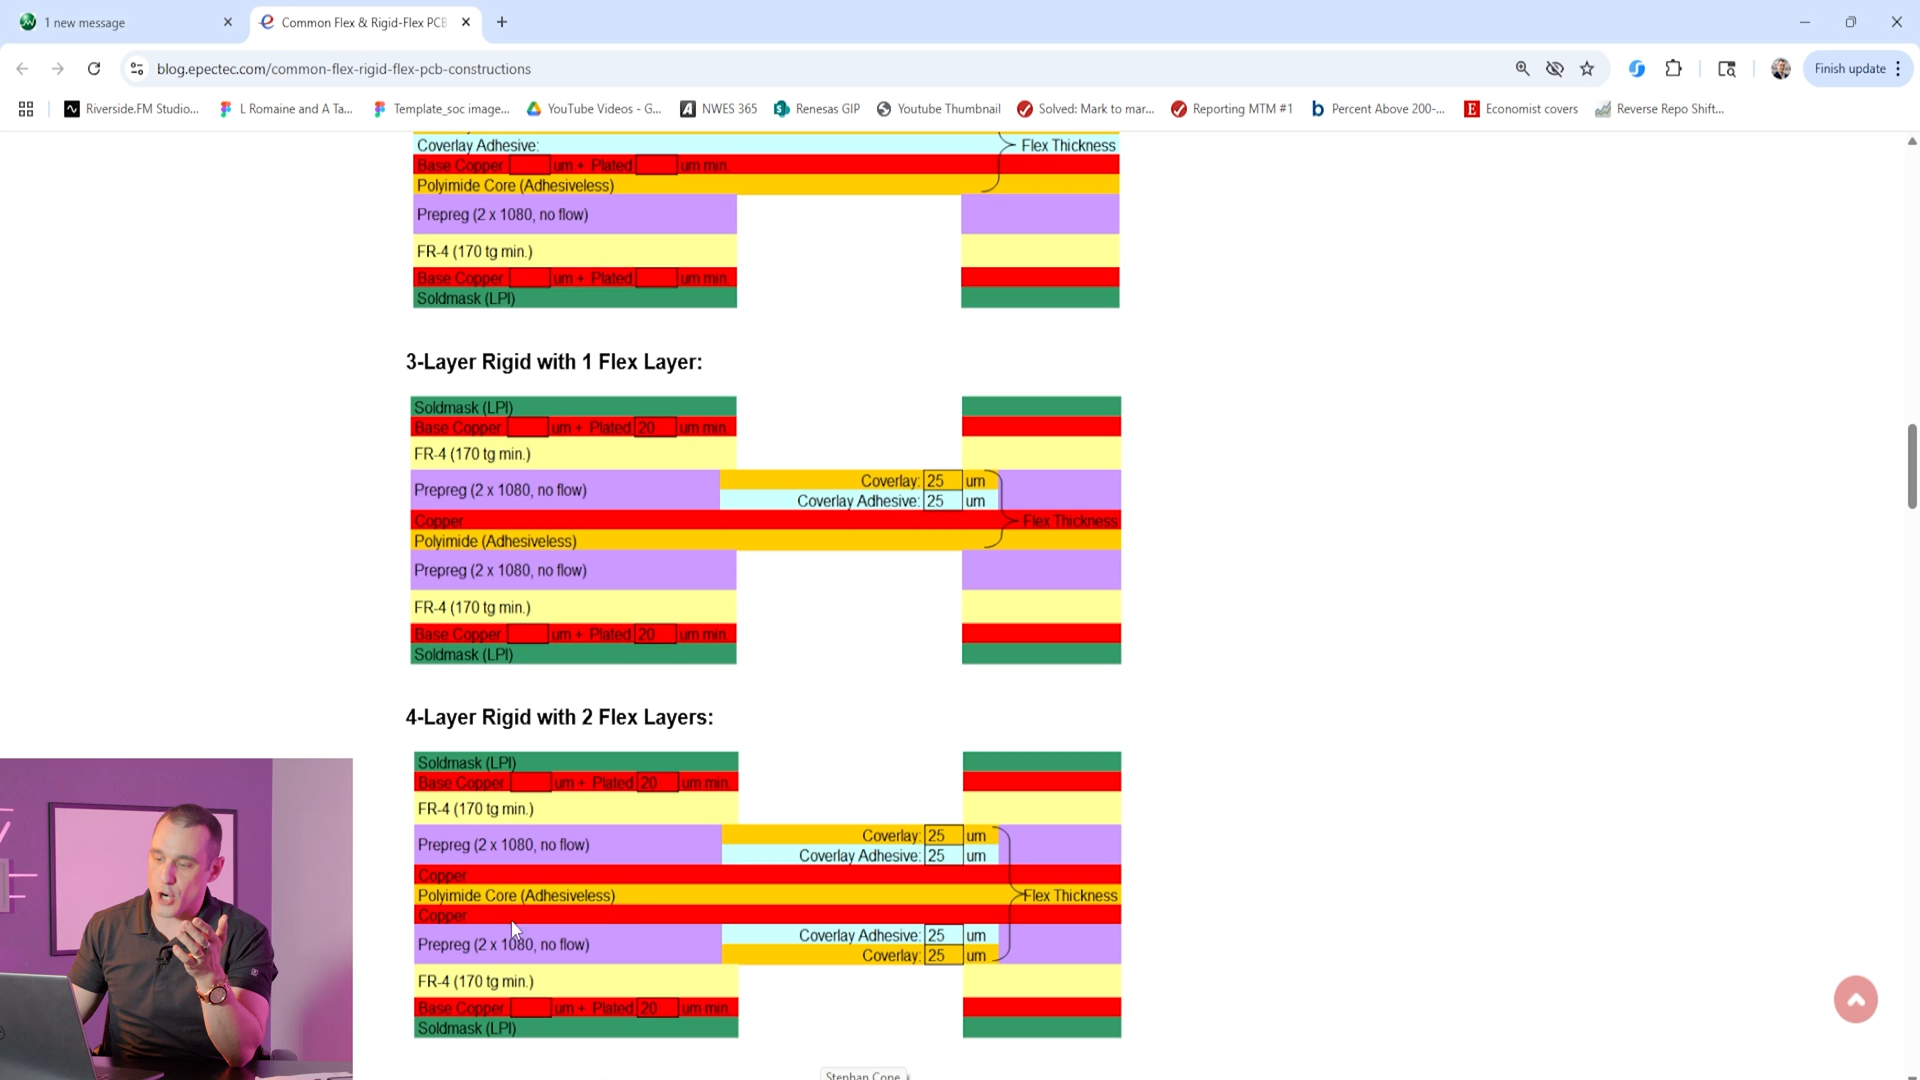 1 new message
Common Flex & Rigid-Flex PCB
blog.epectec.com/common-flex-rigid-flex-pcb-constructions
Finish update
Riverside.FM Studio...
L Romaine and A Ta...
Template_soc image...
YouTube Videos - G...
NWES 365
Renesas GIP
Youtube Thumbnail
Solved: Mark to mar...
Reporting MTM #1
Percent Above 200-...
Economist covers
Reverse Repo Shift...
Coverlay Adhesive:
Flex Thickness
Base Copper um + Plated um min.
Polyimide Core (Adhesiveless)
Prepreg (2 x 1080, no flow)
FR-4 (170 tg min.)
Base Copper um + Plated um min.
Soldmask (LPI)
3-Layer Rigid with 1 Flex Layer:
Soldmask (LPI)
Base Copper um + Plated 20 um min.
FR-4 (170 tg min.)
Coverlay: 25 um
Prepreg (2 x 1080, no flow)
Coverlay Adhesive: 25 um
Copper
Flex Thickness
Polyimide (Adhesiveless)
Prepreg (2 x 1080, no flow)
FR-4 (170 tg min.)
Base Copper um + Plated 20 um min.
Soldmask (LPI)
4-Layer Rigid with 2 Flex Layers:
Soldmask (LPI)
Base Copper um + Plated 20 um min.
FR-4 (170 tg min.)
Coverlay: 25 um
Prepreg (2 x 1080, no flow)
Coverlay Adhesive: 25 um
Copper
Polyimide Core (Adhesiveless)
Flex Thickness
Copper
Coverlay Adhesive: 25 um
Prepreg (2 x 1080, no flow)
Coverlay: 25 um
FR-4 (170 tg min.)
Base Copper um + Plated 20 um min.
Soldmask (LPI)